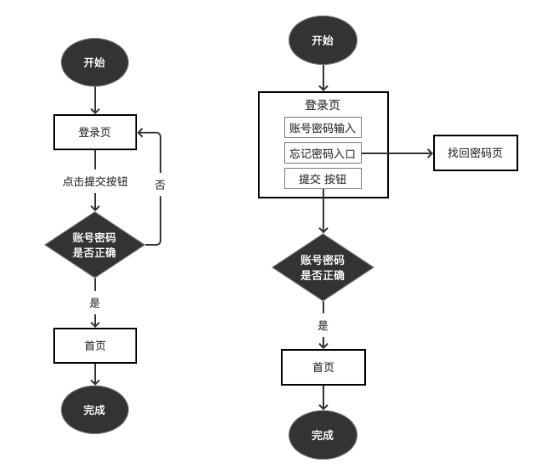 开始
登录页
点击提交按钮
否
账号密码
是否正确
是
首页
完成
开始
登录页
账号密码输入
忘记密码入口
提交 按钮
找回密码页
账号密码
是否正确
是
首页
完成